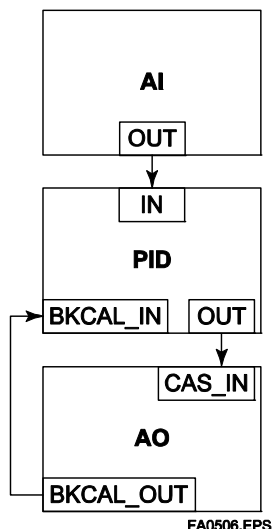 AI
OUT
IN
PID
BKCAL_IN OUT
CAS_IN
AO
BKCAL_OUT
FA0506.EPS